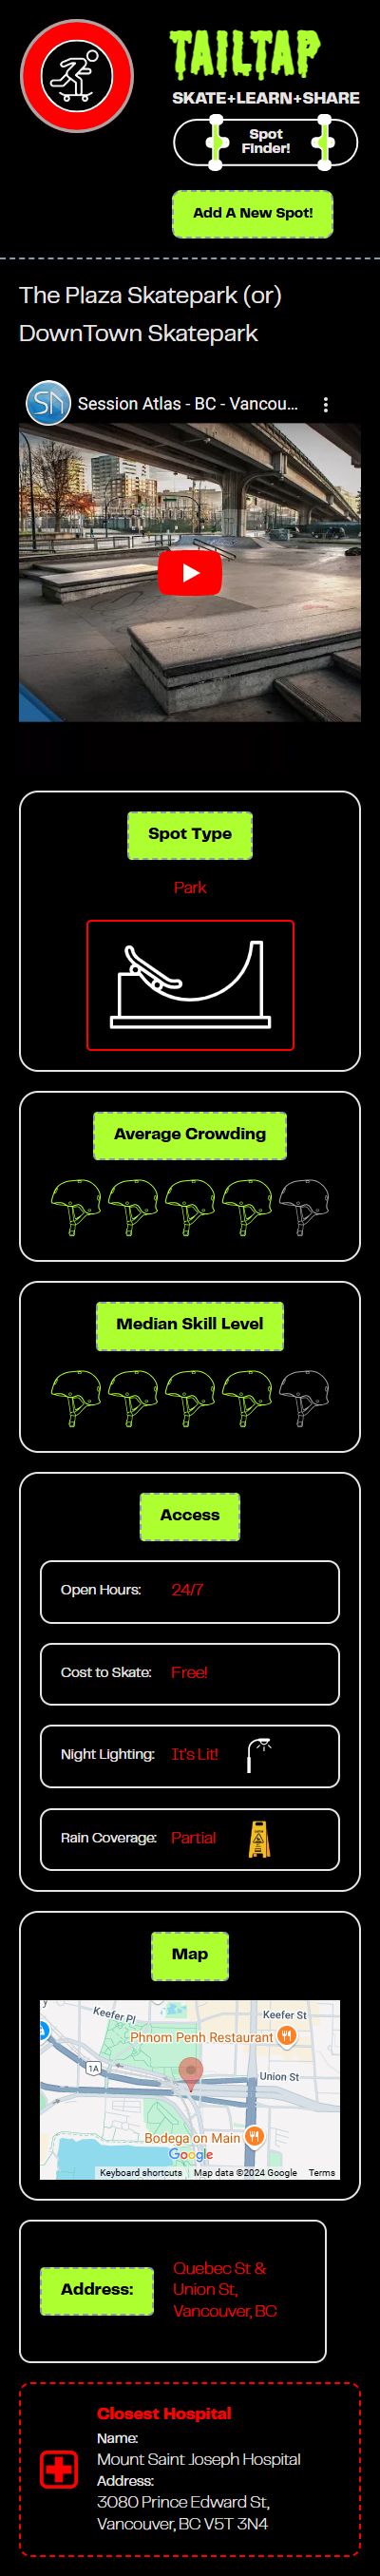 TAILTAP
SKATE+LEARN+SHARE
Spot
Finder!
Add A New Spot!
The Plaza Skatepark (or)
DownTown Skatepark
Session Atlas - BC - Vancou...
Spot Type
Park
Average Crowding
Median Skill Level
Access
Open Hours: 24/7
Cost to Skate: Free!
Night Lighting: It's Lit!
Rain Coverage: Partial
Map
Keefer Pl
Keefer St
Phnom Penh Restaurant
1A
Union St
Bodega on Main
Google
Keyboard shortcuts Map data ©2024 Google Terms
Address:
Quebec St &
Union St,
Vancouver, BC
Closest Hospital
Name:
Mount Saint Joseph Hospital
Address:
3080 Prince Edward St,
Vancouver, BC V5T 3N4